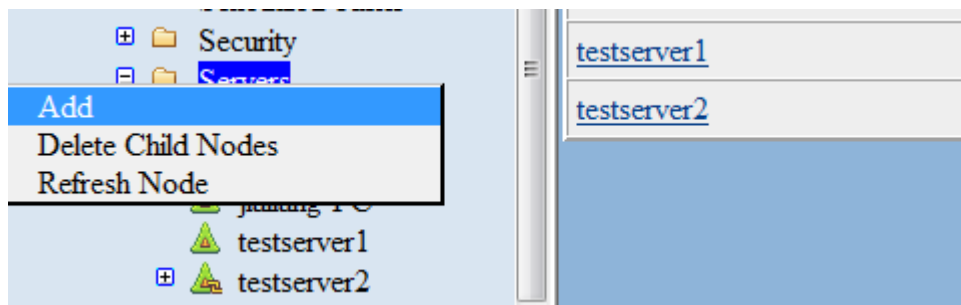 Security
Servers
Add
Delete Child Nodes
Refresh Node
testserver1
testserver2
testserver1
testserver2